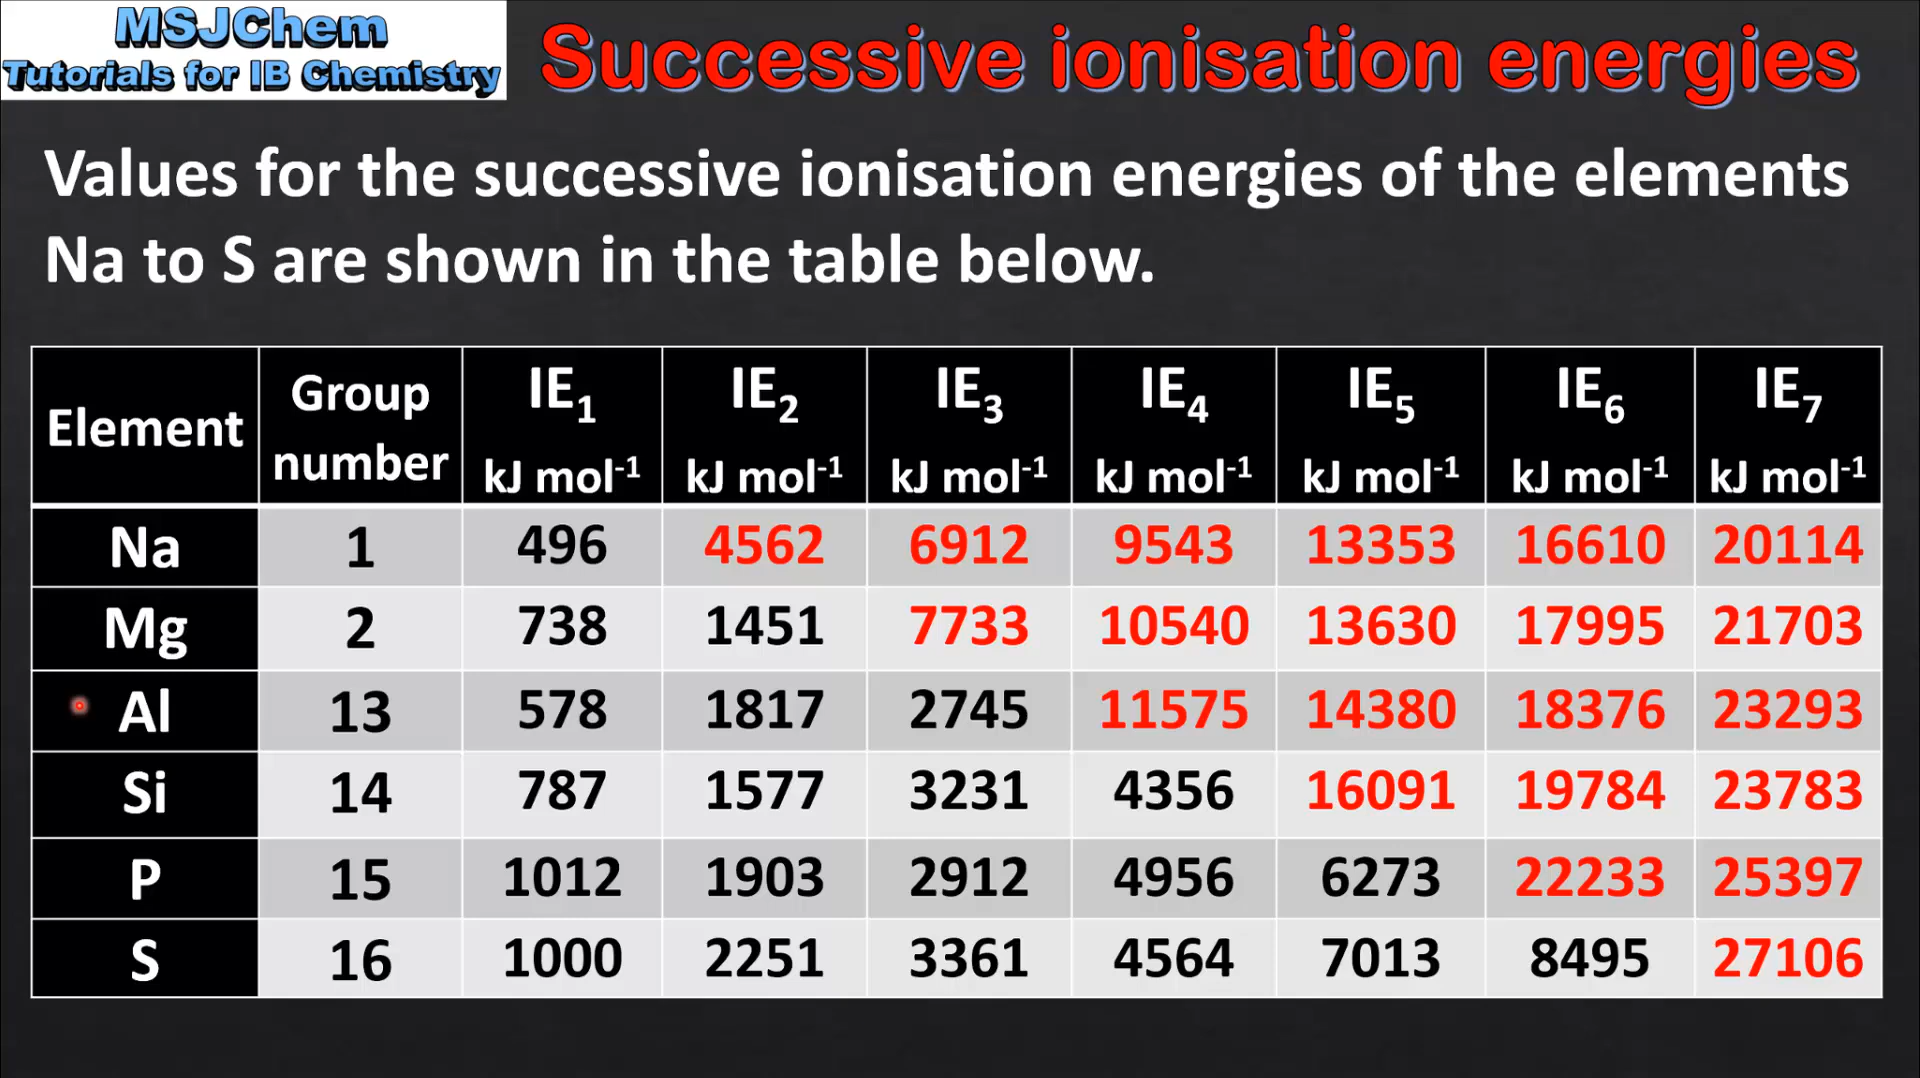 MSJChem
Tutorials for IB Chemistry
Successive ionisation energies
Values for the successive ionisation energies of the elements
Na to S are shown in the table below.
Element Group number IE₁ kJ mol⁻¹ IE₂ kJ mol⁻¹ IE₃ kJ mol⁻¹ IE₄ kJ mol⁻¹ IE₅ kJ mol⁻¹ IE₆ kJ mol⁻¹ IE₇ kJ mol⁻¹
Na 1 496 4562 6912 9543 13353 16610 20114
Mg 2 738 1451 7733 10540 13630 17995 21703
Al 13 578 1817 2745 11575 14380 18376 23293
Si 14 787 1577 3231 4356 16091 19784 23783
P 15 1012 1903 2912 4956 6273 22233 25397
S 16 1000 2251 3361 4564 7013 8495 27106